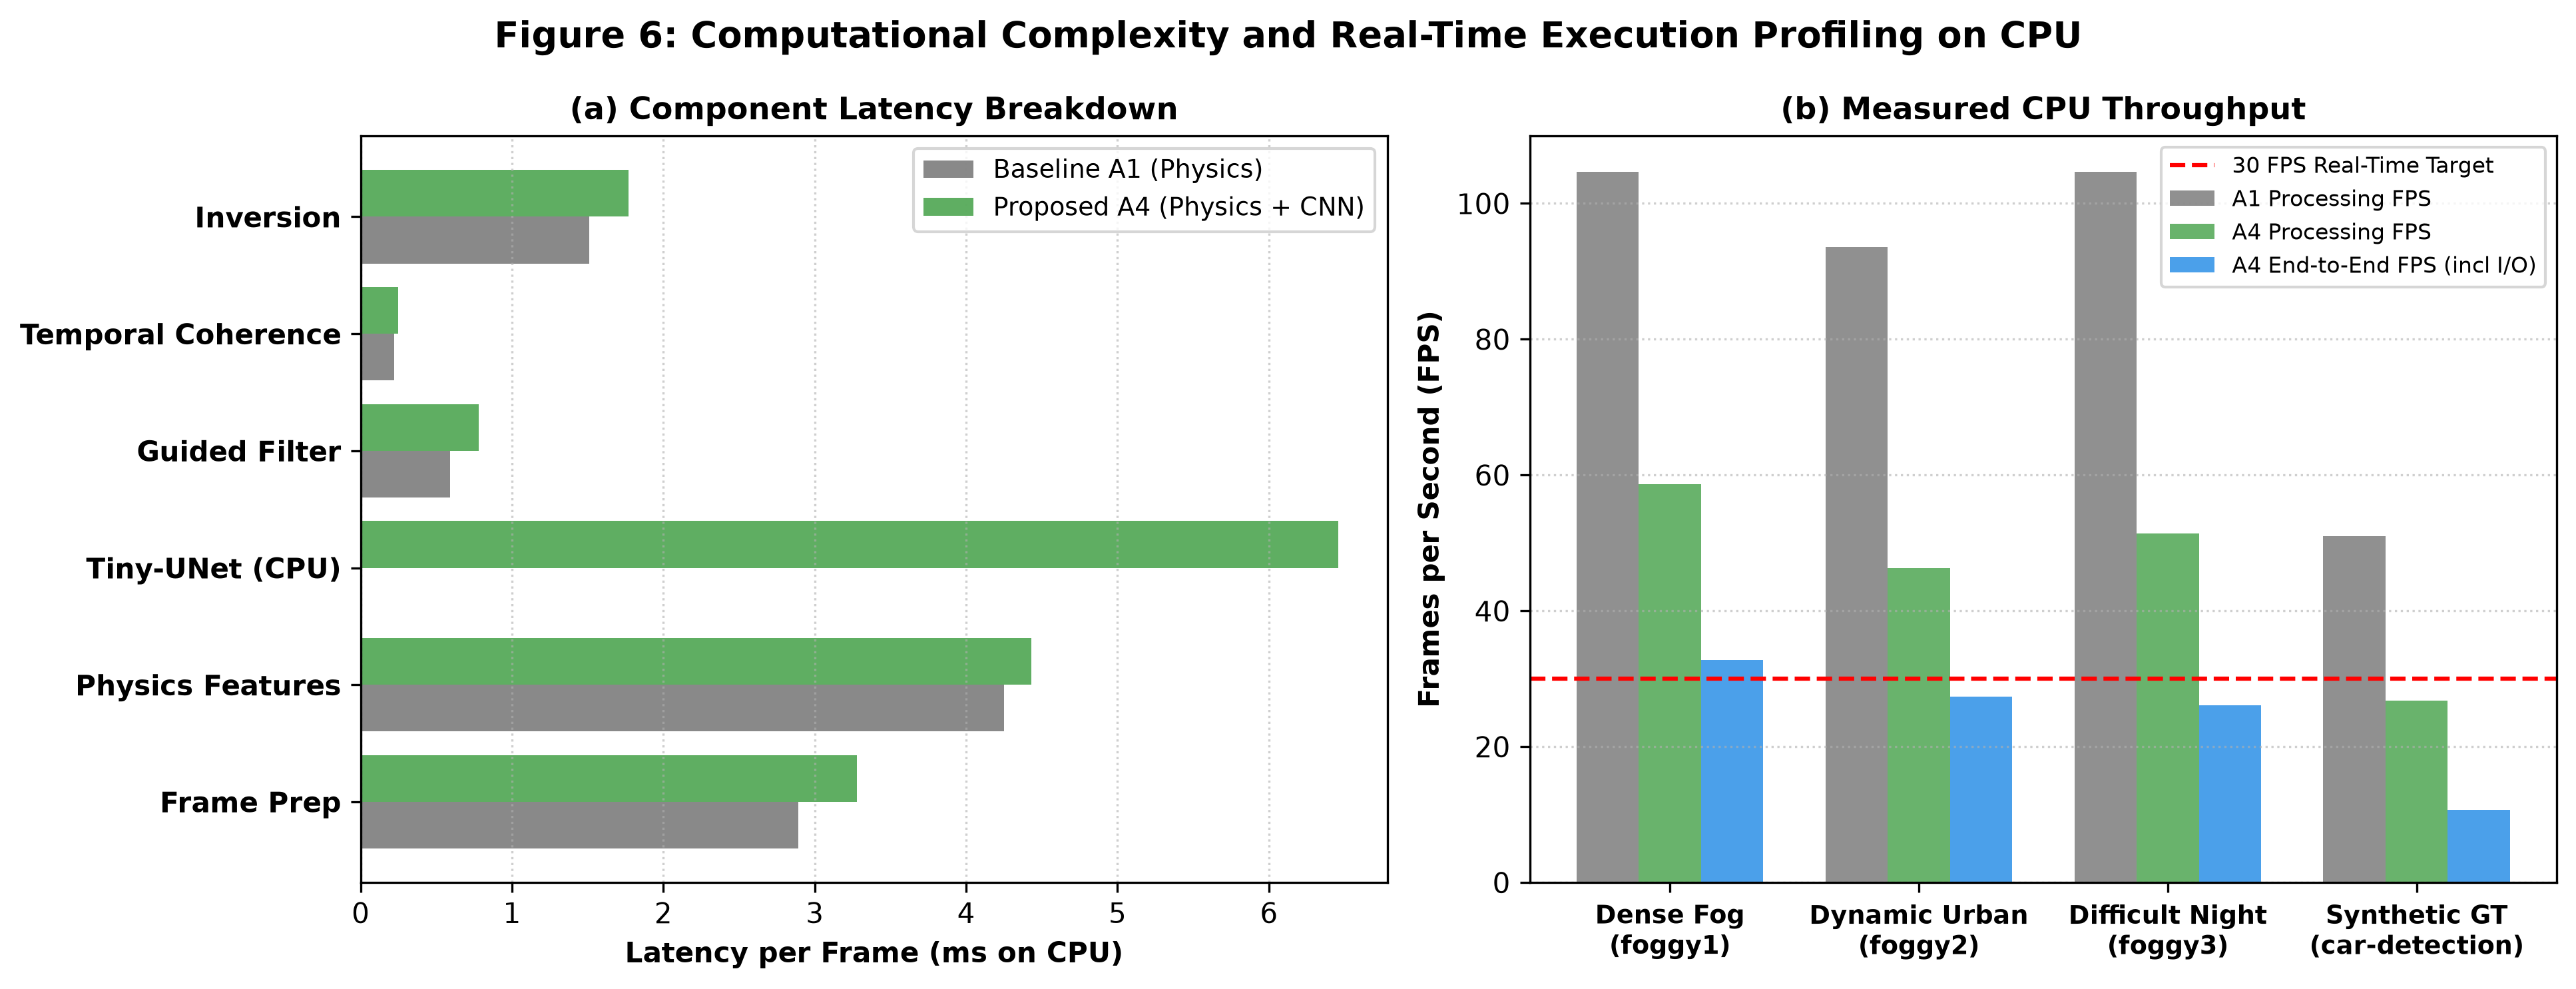 Figure 6: Computational Complexity and Real-Time Execution Profiling on CPU
(a) Component Latency Breakdown
Baseline A1 (Physics)
Proposed A4 (Physics + CNN)
Inversion
Temporal Coherence
Guided Filter
Tiny-UNet (CPU)
Physics Features
Frame Prep
0 1 2 3 4 5 6
Latency per Frame (ms on CPU)
(b) Measured CPU Throughput
30 FPS Real-Time Target
A1 Processing FPS
A4 Processing FPS
A4 End-to-End FPS (incl I/O)
Frames per Second (FPS)
100
80
60
40
20
0
Dense Fog
(foggy1)
Dynamic Urban
(foggy2)
Difficult Night
(foggy3)
Synthetic GT
(car-detection)